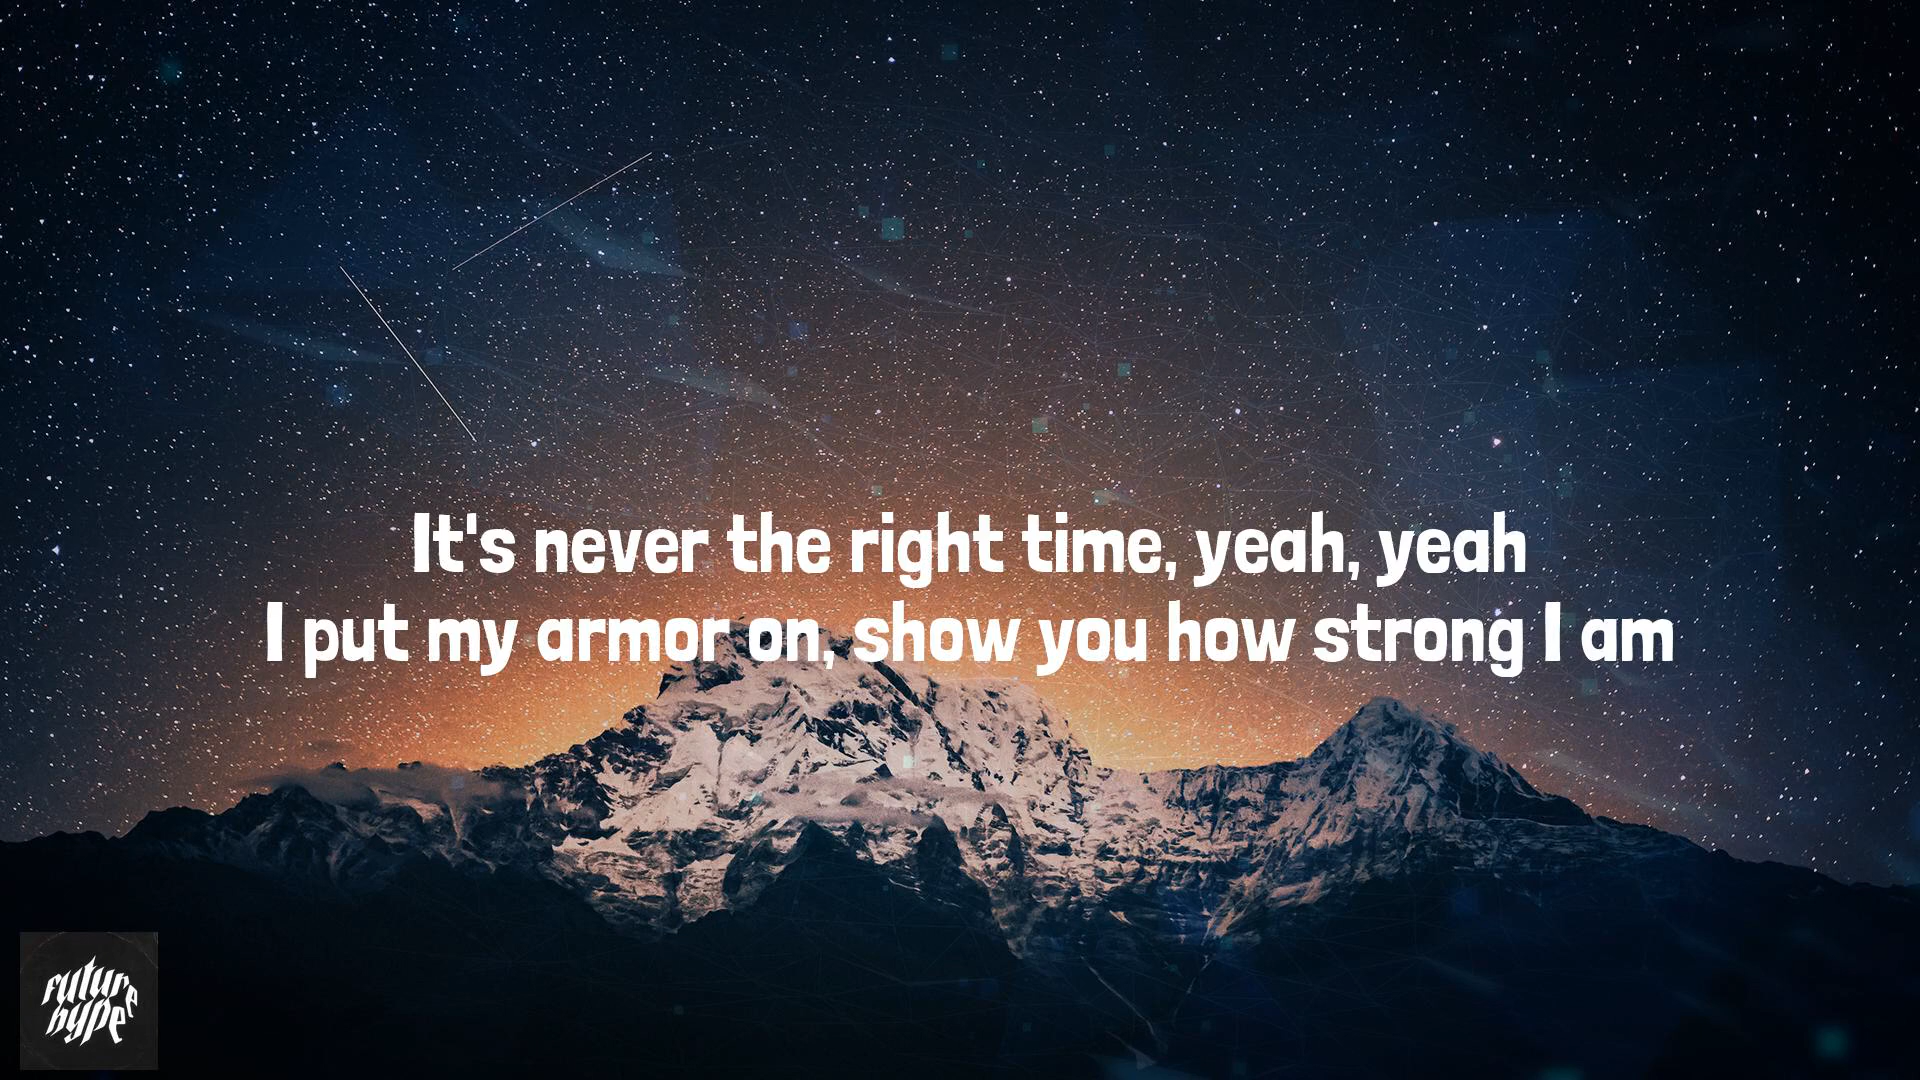 It's never the right time, yeah, yeah
I put my armor on, show you how strong I am
future
hype